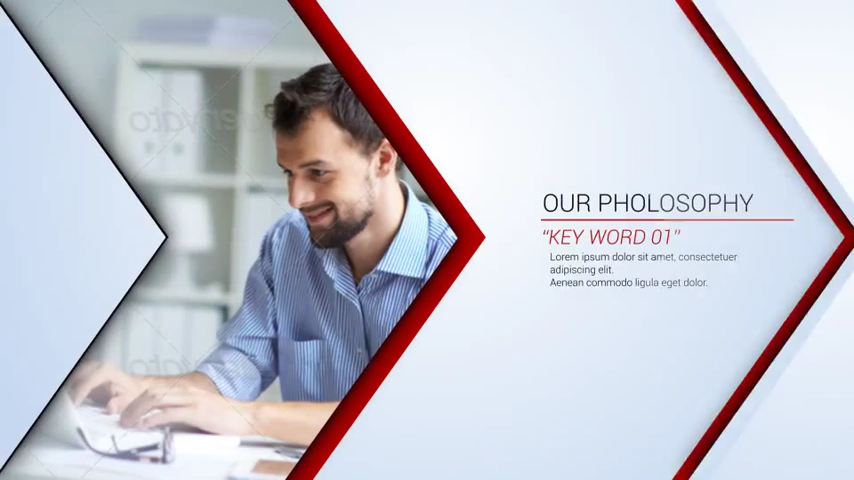 OUR PHOLOSOPHY
“KEY WORD 01”
Lorem ipsum dolor sit amet, consectetuer
adipiscing elit.
Aenean commodo ligula eget dolor.